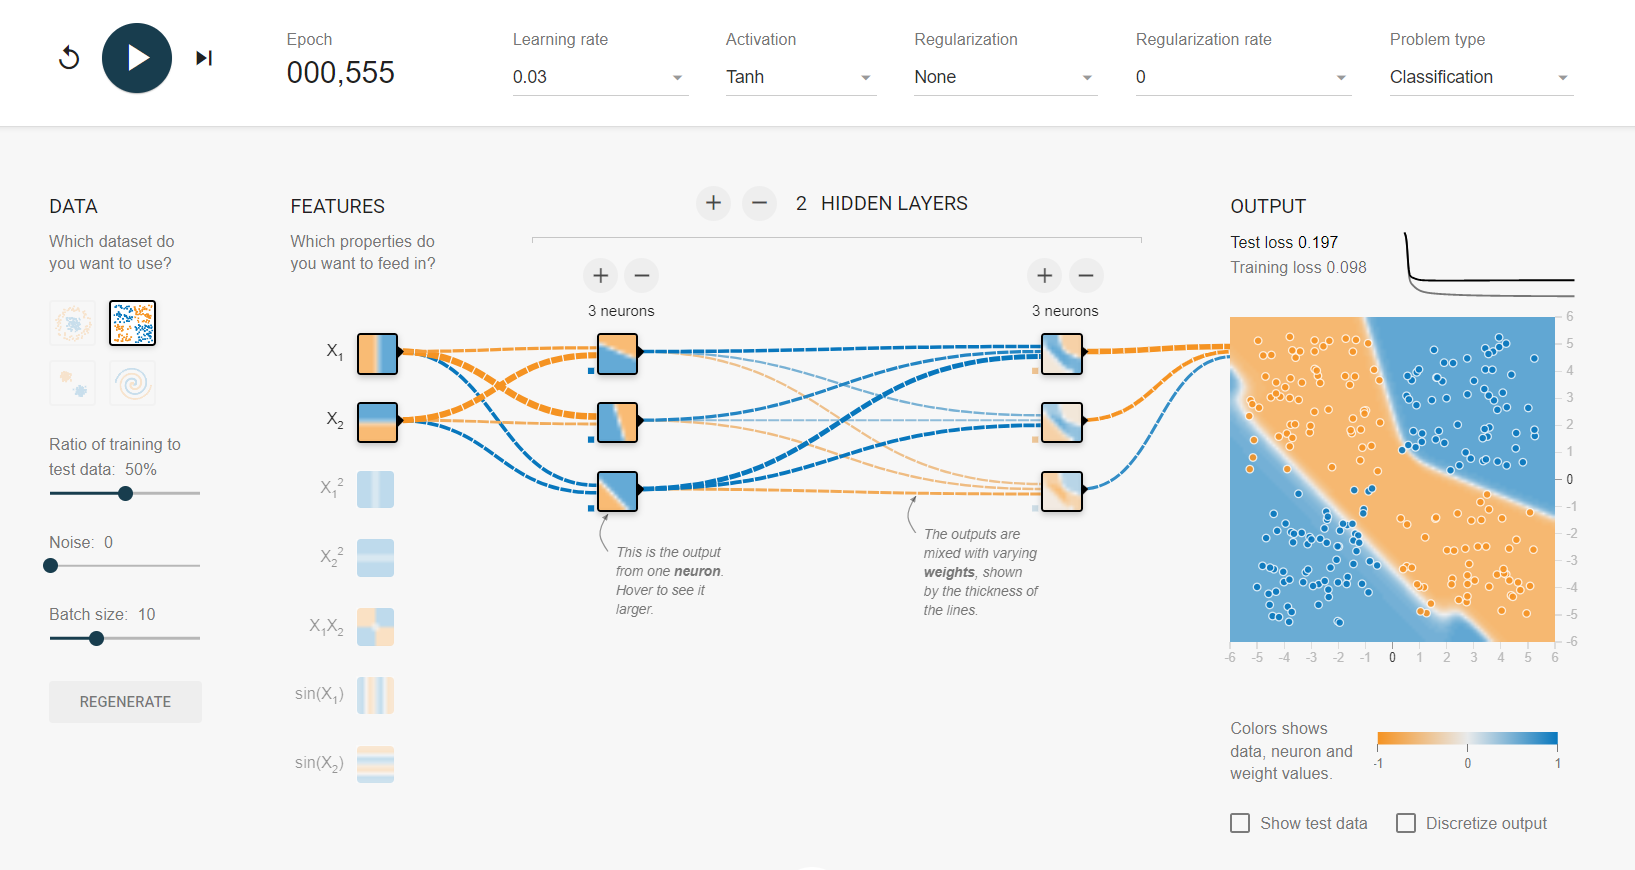 Epoch
000,555
Learning rate
0.03
Activation
Tanh
Regularization
None
Regularization rate
0
Problem type
Classification
DATA
Which dataset do
you want to use?
Ratio of training to
test data: 50%
Noise: 0
Batch size: 10
REGENERATE
FEATURES
Which properties do
you want to feed in?
X1
X2
X1²
X2²
X1X2
sin(X1)
sin(X2)
+ − 2 HIDDEN LAYERS
+ −
3 neurons
+ −
3 neurons
This is the output
from one neuron.
Hover to see it
larger.
The outputs are
mixed with varying
weights, shown
by the thickness of
the lines.
OUTPUT
Test loss 0.197
Training loss 0.098
6
5
4
3
2
1
0
-1
-2
-3
-4
-5
-6
-6 -5 -4 -3 -2 -1 0 1 2 3 4 5 6
Colors shows
data, neuron and
weight values.
-1 0 1
Show test data
Discretize output